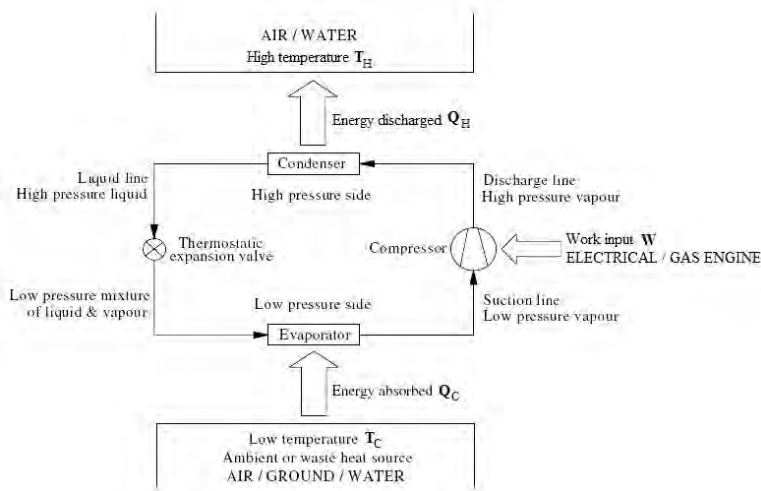 AIR / WATER
High temperature TH
Energy discharged QH
Condenser
Liquid line
High pressure liquid
High pressure side
Discharge line
High pressure vapour
Thermostatic
expansion valve
Compressor
Work input W
ELECTRICAL / GAS ENGINE
Low pressure mixture
of liquid & vapour
Low pressure side
Suction line
Low pressure vapour
Evaporator
Energy absorbed QC
Low temperature TC
Ambient or waste heat source
AIR / GROUND / WATER